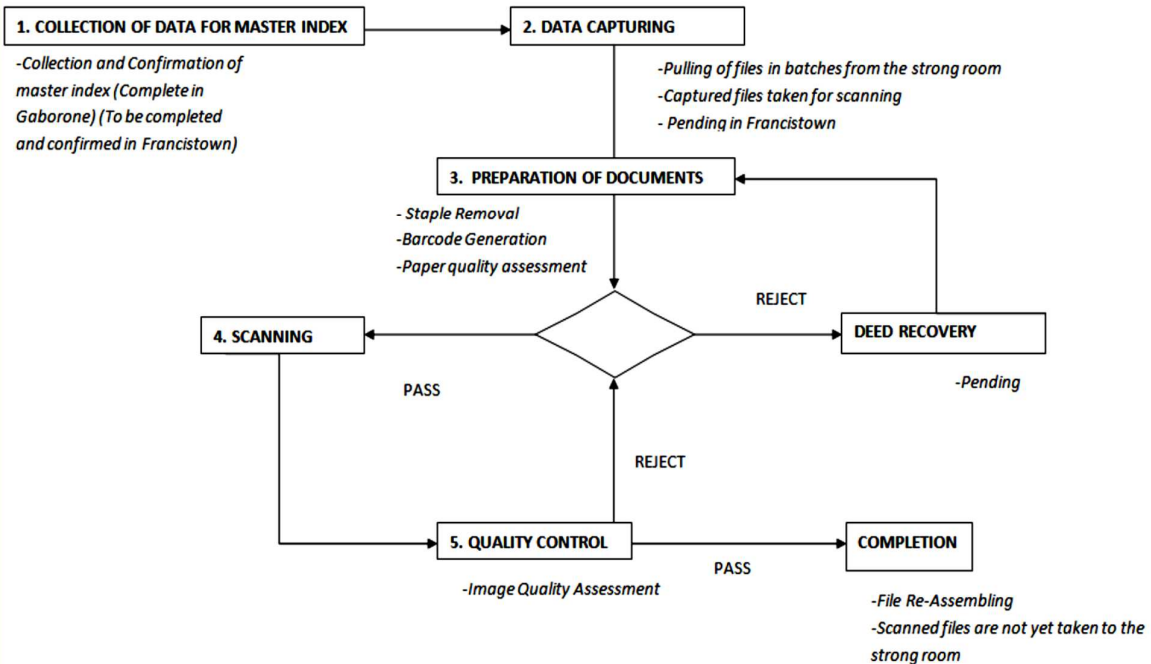 1. COLLECTION OF DATA FOR MASTER INDEX
-Collection and Confirmation of
master index (Complete in
Gaborone) (To be completed
and confirmed in Francistown)
2. DATA CAPTURING
-Pulling of files in batches from the strong room
-Captured files taken for scanning
- Pending in Francistown
3. PREPARATION OF DOCUMENTS
- Staple Removal
-Barcode Generation
-Paper quality assessment
REJECT
DEED RECOVERY
-Pending
4. SCANNING
PASS
REJECT
5. QUALITY CONTROL
-Image Quality Assessment
PASS
COMPLETION
-File Re-Assembling
-Scanned files are not yet taken to the
strong room